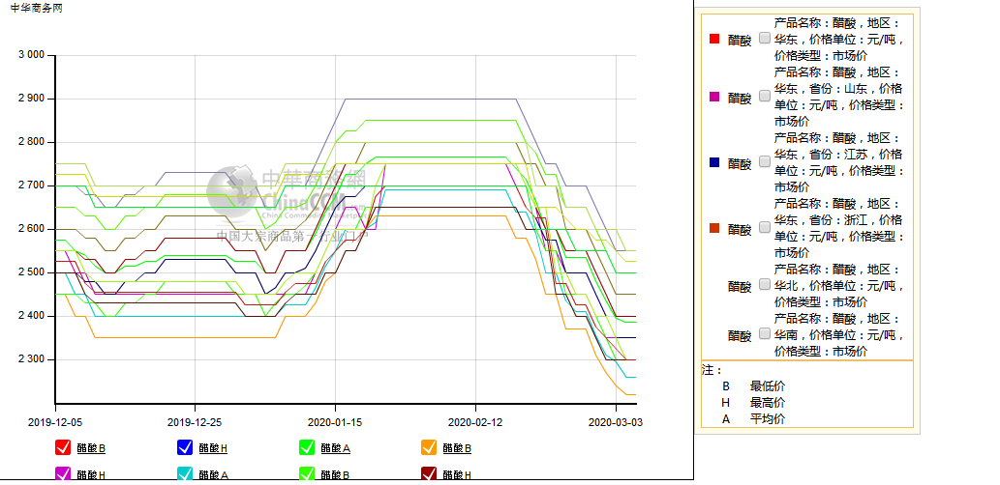 中华商务网
3 000
2 900
2 800
2 700
2 600
2 500
2 400
2 300
2019-12-05
2019-12-25
2020-01-15
2020-02-12
2020-03-03
中華商務網
ChinaCCM
中国大宗商品第一行业门户
醋酸B
醋酸H
醋酸A
醋酸B
醋酸H
醋酸A
醋酸B
醋酸H
醋酸
产品名称：醋酸，地区：
华东，价格单位：元/吨，
价格类型：市场价
醋酸
产品名称：醋酸，地区：
华东，省份：山东，价格
单位：元/吨，价格类型：
市场价
醋酸
产品名称：醋酸，地区：
华东，省份：江苏，价格
单位：元/吨，价格类型：
市场价
醋酸
产品名称：醋酸，地区：
华东，省份：浙江，价格
单位：元/吨，价格类型：
市场价
醋酸
产品名称：醋酸，地区：
华北，价格单位：元/吨，
价格类型：市场价
醋酸
产品名称：醋酸，地区：
华南，价格单位：元/吨，
价格类型：市场价
注：
B 最低价
H 最高价
A 平均价